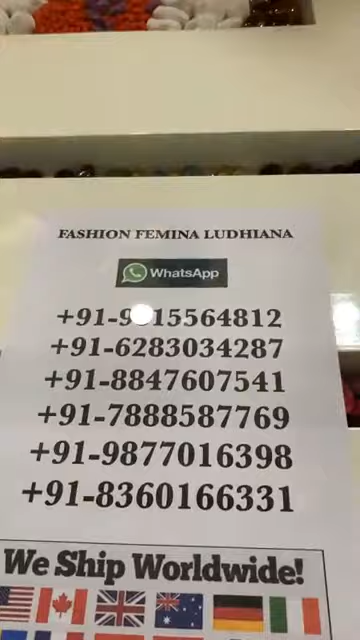 FASHION FEMINA LUDHIANA
WhatsApp
+91-6283034287
+91-8847607541
+91-7888587769
+91-9877016398
+91-8360166331
We Ship Worldwide!